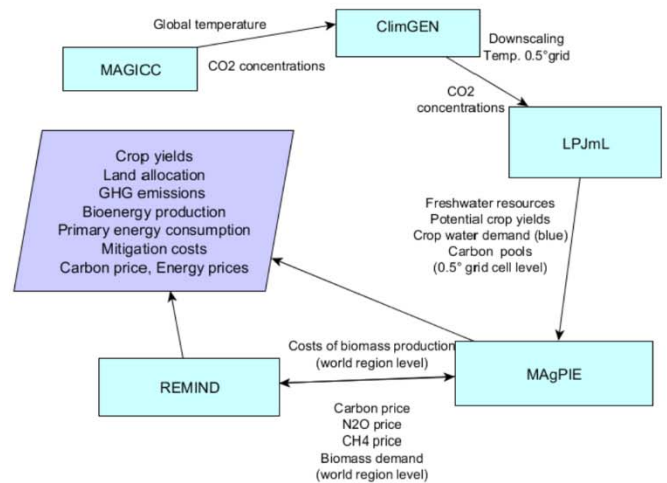 Global temperature
ClimGEN
MAGICC
CO2 concentrations
Downscaling
Temp. 0.5°grid
CO2
concentrations
LPJmL
Crop yields
Land allocation
GHG emissions
Bioenergy production
Primary energy consumption
Mitigation costs
Carbon price, Energy prices
Freshwater resources
Potential crop yields
Crop water demand (blue)
Carbon pools
(0.5° grid cell level)
Costs of biomass production
(world region level)
MAgPIE
REMIND
Carbon price
N2O price
CH4 price
Biomass demand
(world region level)